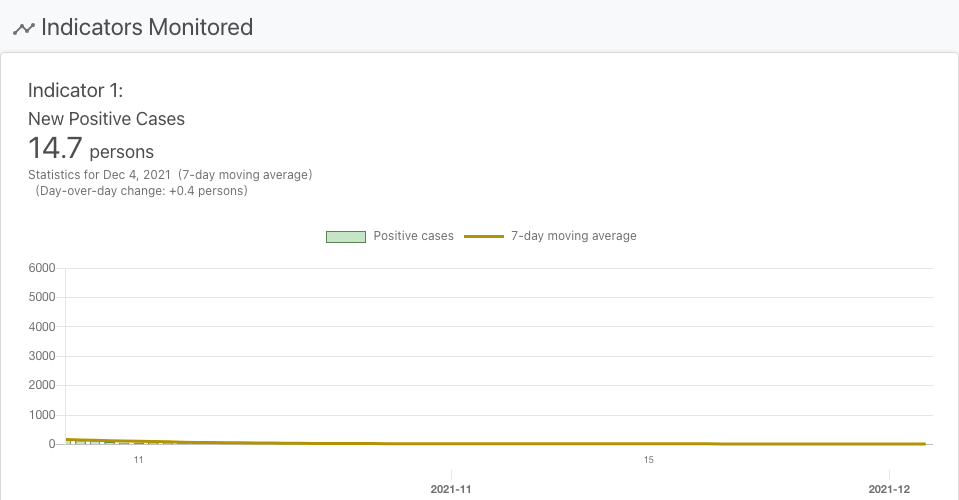 Indicators Monitored
Indicator 1:
New Positive Cases
14.7 persons
Statistics for Dec 4, 2021 (7-day moving average)
(Day-over-day change: +0.4 persons)
Positive cases 7-day moving average
6000
5000
4000
3000
2000
1000
0
11 15
2021-11 2021-12